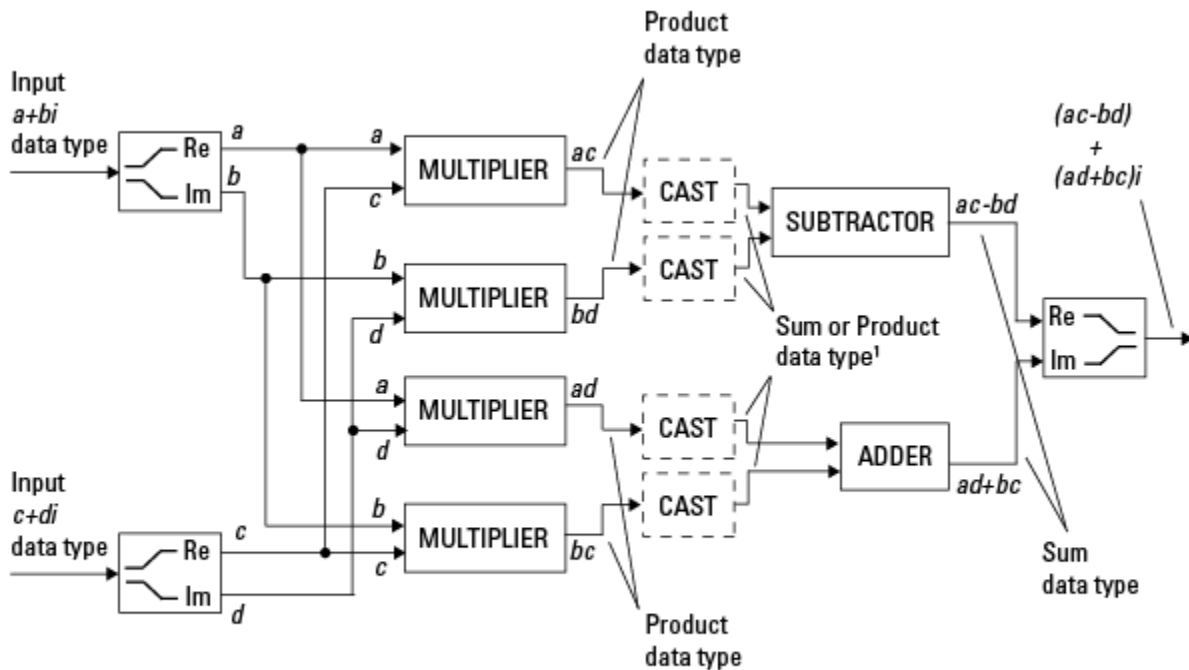 Product
data type
Input
a+bi
data type
(ac-bd)
+
(ad+bc)i
Re
Im
a
b
a
c
MULTIPLIER
ac
CAST
CAST
SUBTRACTOR
ac-bd
b
d
MULTIPLIER
bd
Sum or Product
data type¹
Re
Im
a
d
MULTIPLIER
ad
CAST
CAST
ADDER
ad+bc
Input
c+di
data type
Re
Im
c
d
b
c
MULTIPLIER
bc
Sum
data type
Product
data type